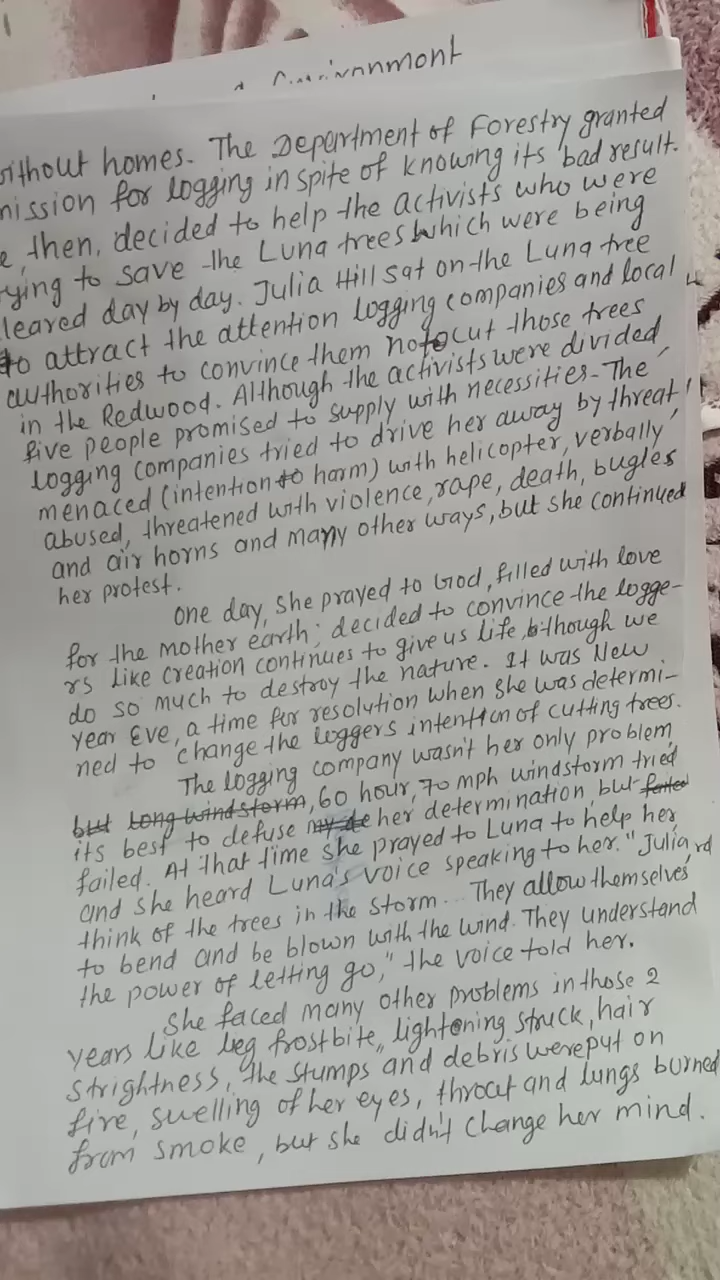 without homes. The Department of Forestry granted
mission for logging in spite of knowing its bad result.
e, then, decided to help the activists who were
rying to save the Luna trees which were being
leared day by day. Julia Hill sat on the Luna tree
to attract the attention logging companies and local
authorities to convince them not to cut those trees
in the Redwood. Although the activists were divided,
five people promised to supply with necessities. The
logging companies tried to drive her away by threat,
menaced (intention to harm) with helicopter, verbally
abused, threatened with violence, rape, death, bugles
and air horns and many other ways, but she continued
her protest.
One day, she prayed to God, filled with love
for the mother earth; decided to convince the logge-
rs like creation continues to give us life though we
do so much to destroy the nature. It was New
year Eve, a time for resolution when she was determi-
ned to change the loggers intention of cutting trees.
The logging company wasn't her only problem,
but long windstorm, 60 hour, 70 mph windstorm tried
its best to defuse her determination but failed
failed. At that time she prayed to Luna to help her,
and she heard Luna's voice speaking to her. "Julia,
think of the trees in the storm... They allow themselves
to bend and be blown with the wind. They understand
the power of letting go," the voice told her.
She faced many other problems in those 2
years like leg frostbite, lightening struck, hair
strightness, the stumps and debris were put on
fire, swelling of her eyes, throat and lungs burned
from smoke, but she didn't change her mind.